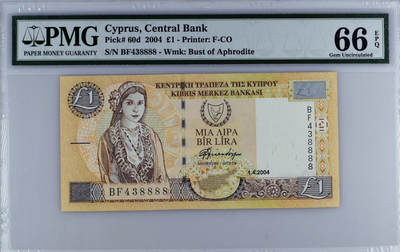 PMG
PAPER MONEY GUARANTY
Cyprus, Central Bank
Pick# 60d 2004 £1 - Printer: F-CO
S/N BF438888 - Wmk: Bust of Aphrodite
66 EPQ
Gem Uncirculated
£1
ΚΕΝΤΡΙΚΗ ΤΡΑΠΕΖΑ ΤΗΣ ΚΥΠΡΟΥ
KIBRIS MERKEZ BANKASI
£1
ΜΙΑ ΛΙΡΑ
BİR LİRA
1.4.2004
BF438888
BF438888
£1